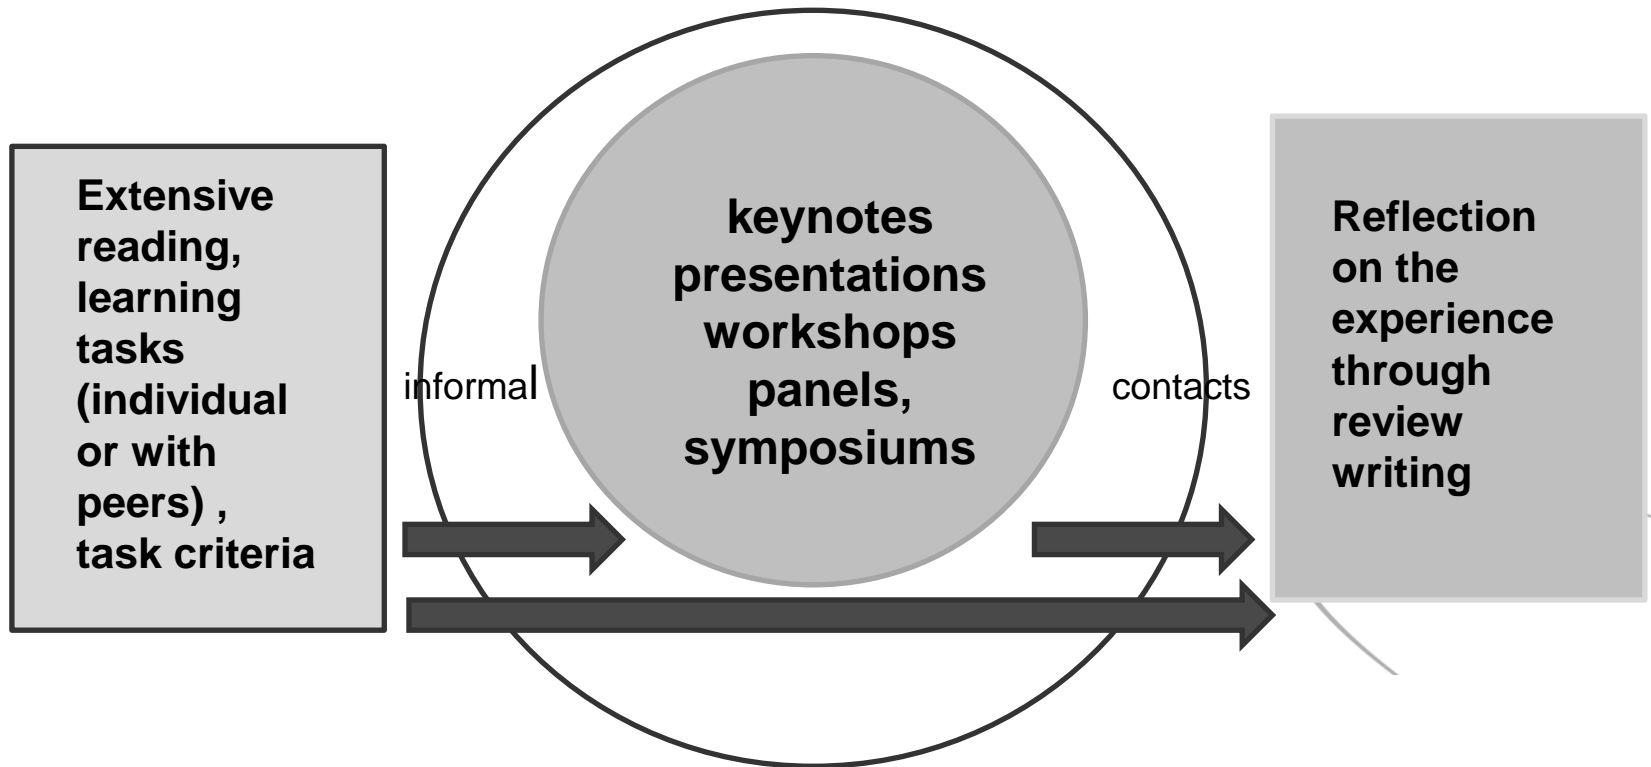 Extensive
reading,
learning
tasks
(individual
or with
peers) ,
task criteria
informal
keynotes
presentations
workshops
panels,
symposiums
contacts
Reflection
on the
experience
through
review
writing